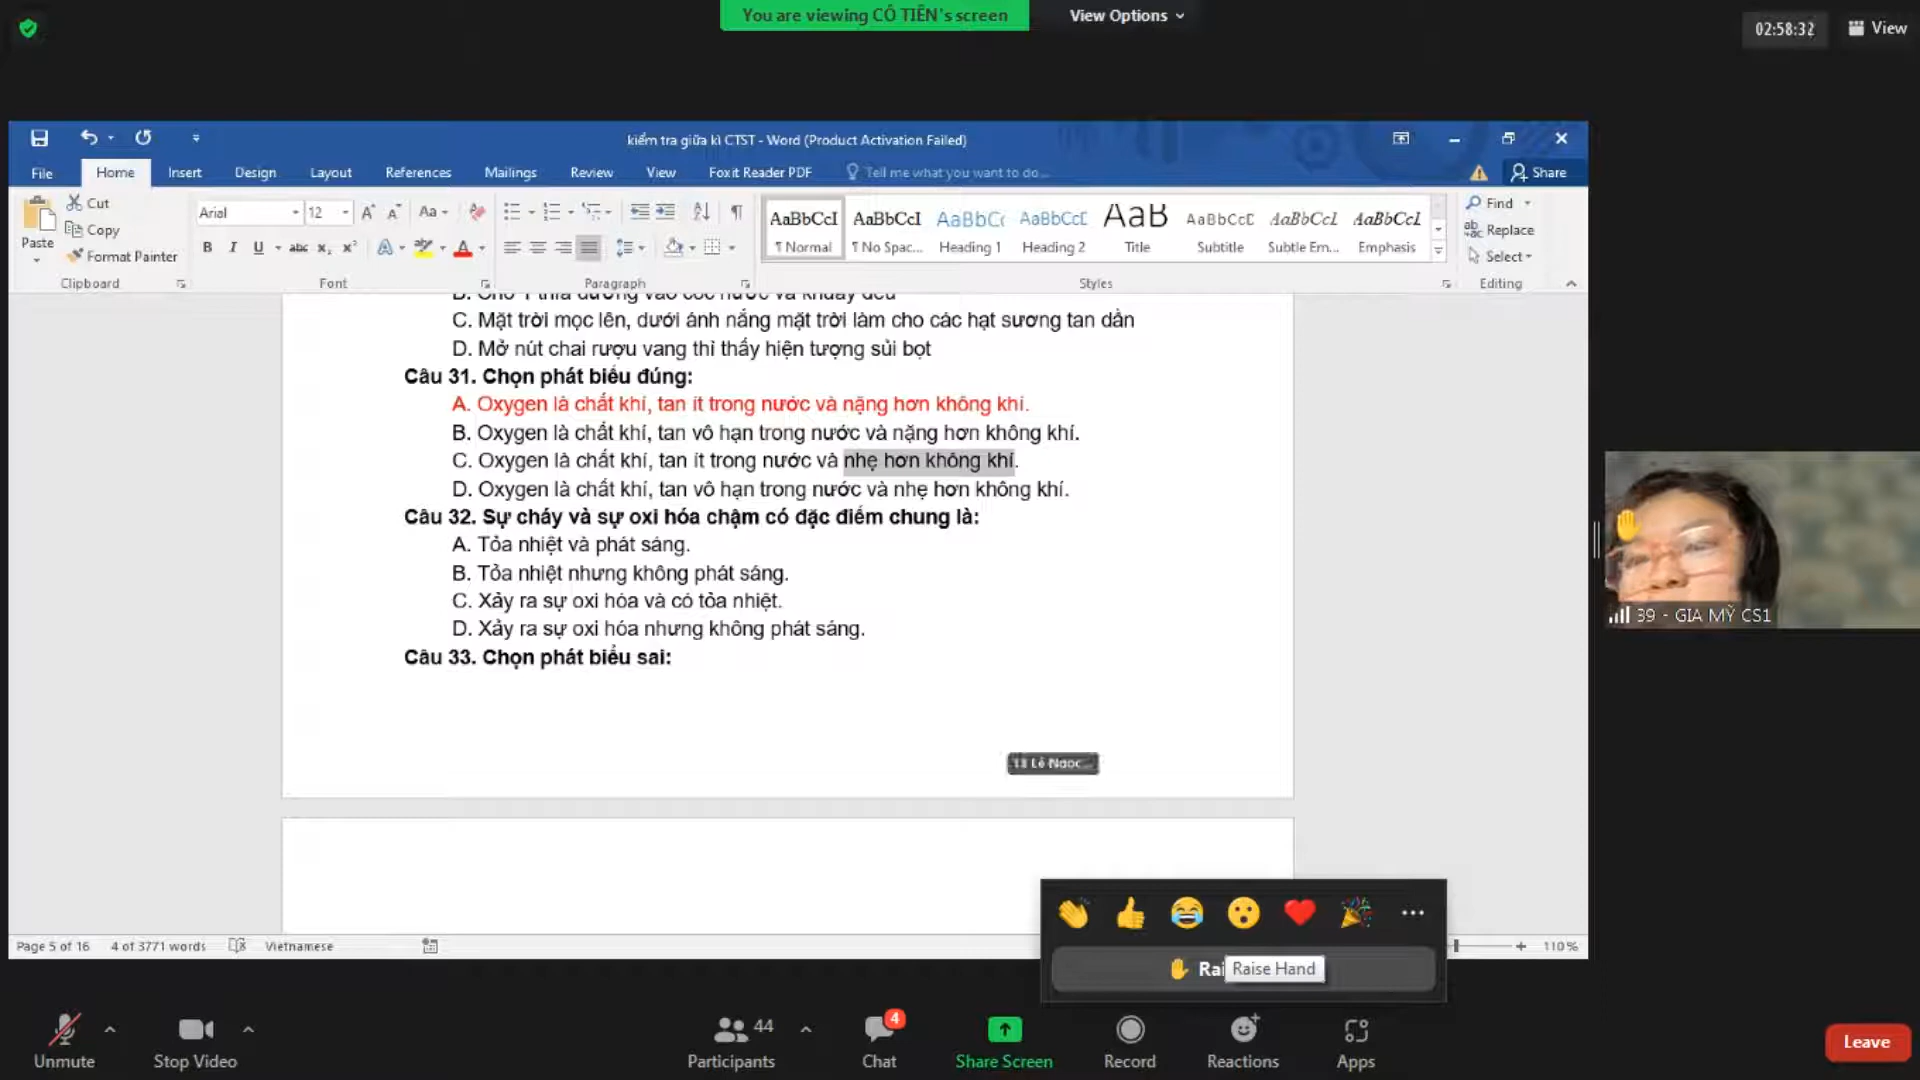 You are viewing CÔ TIÊN's screen
View Options
02:58:32
View
kiểm tra giữa kì CTST - Word (Product Activation Failed)
File
Home
Insert
Design
Layout
References
Mailings
Review
View
Foxit Reader PDF
Tell me what you want to do...
Share
Paste
Cut
Copy
Format Painter
Clipboard
Arial
12
Font
Paragraph
AaBbCcI
¶ Normal
AaBbCcI
¶ No Spac...
AaBbCc
Heading 1
AaBbCcC
Heading 2
AaB
Title
AaBbCcC
Subtitle
AaBbCcI
Subtle Em...
AaBbCcI
Emphasis
Styles
Find
Replace
Select
Editing
C. Mặt trời mọc lên, dưới ánh nắng mặt trời làm cho các hạt sương tan dần
D. Mở nút chai rượu vang thì thấy hiện tượng sủi bọt
Câu 31. Chọn phát biểu đúng:
A. Oxygen là chất khí, tan ít trong nước và nặng hơn không khí.
B. Oxygen là chất khí, tan vô hạn trong nước và nặng hơn không khí.
C. Oxygen là chất khí, tan ít trong nước và nhẹ hơn không khí.
D. Oxygen là chất khí, tan vô hạn trong nước và nhẹ hơn không khí.
Câu 32. Sự cháy và sự oxi hóa chậm có đặc điểm chung là:
A. Tỏa nhiệt và phát sáng.
B. Tỏa nhiệt nhưng không phát sáng.
C. Xảy ra sự oxi hóa và có tỏa nhiệt.
D. Xảy ra sự oxi hóa nhưng không phát sáng.
Câu 33. Chọn phát biểu sai:
39 - GIA MỸ CS1
Lê Ngọc...
Page 5 of 16
4 of 3771 words
Vietnamese
110%
Raise Hand
Unmute
Stop Video
44
Participants
4
Chat
Share Screen
Record
Reactions
Apps
Leave